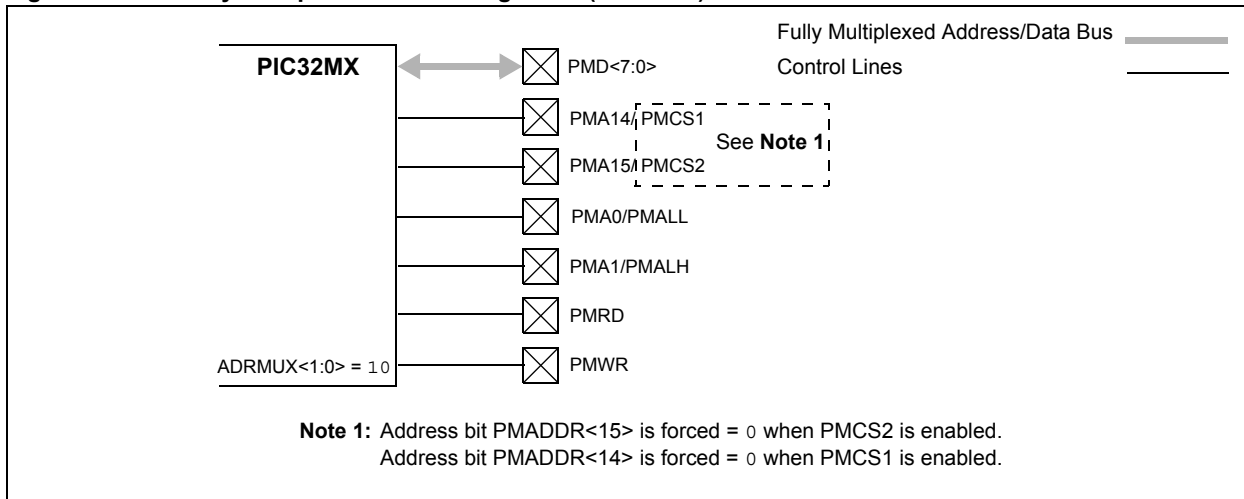 Fully Multiplexed Address/Data Bus
PIC32MX
PMD<7:0>
Control Lines
PMA14/ PMCS1
See Note 1
PMA15/ PMCS2
PMA0/PMALL
PMA1/PMALH
PMRD
ADRMUX<1:0> = 10
PMWR
Note 1: Address bit PMADDR<15> is forced = 0 when PMCS2 is enabled.
Address bit PMADDR<14> is forced = 0 when PMCS1 is enabled.